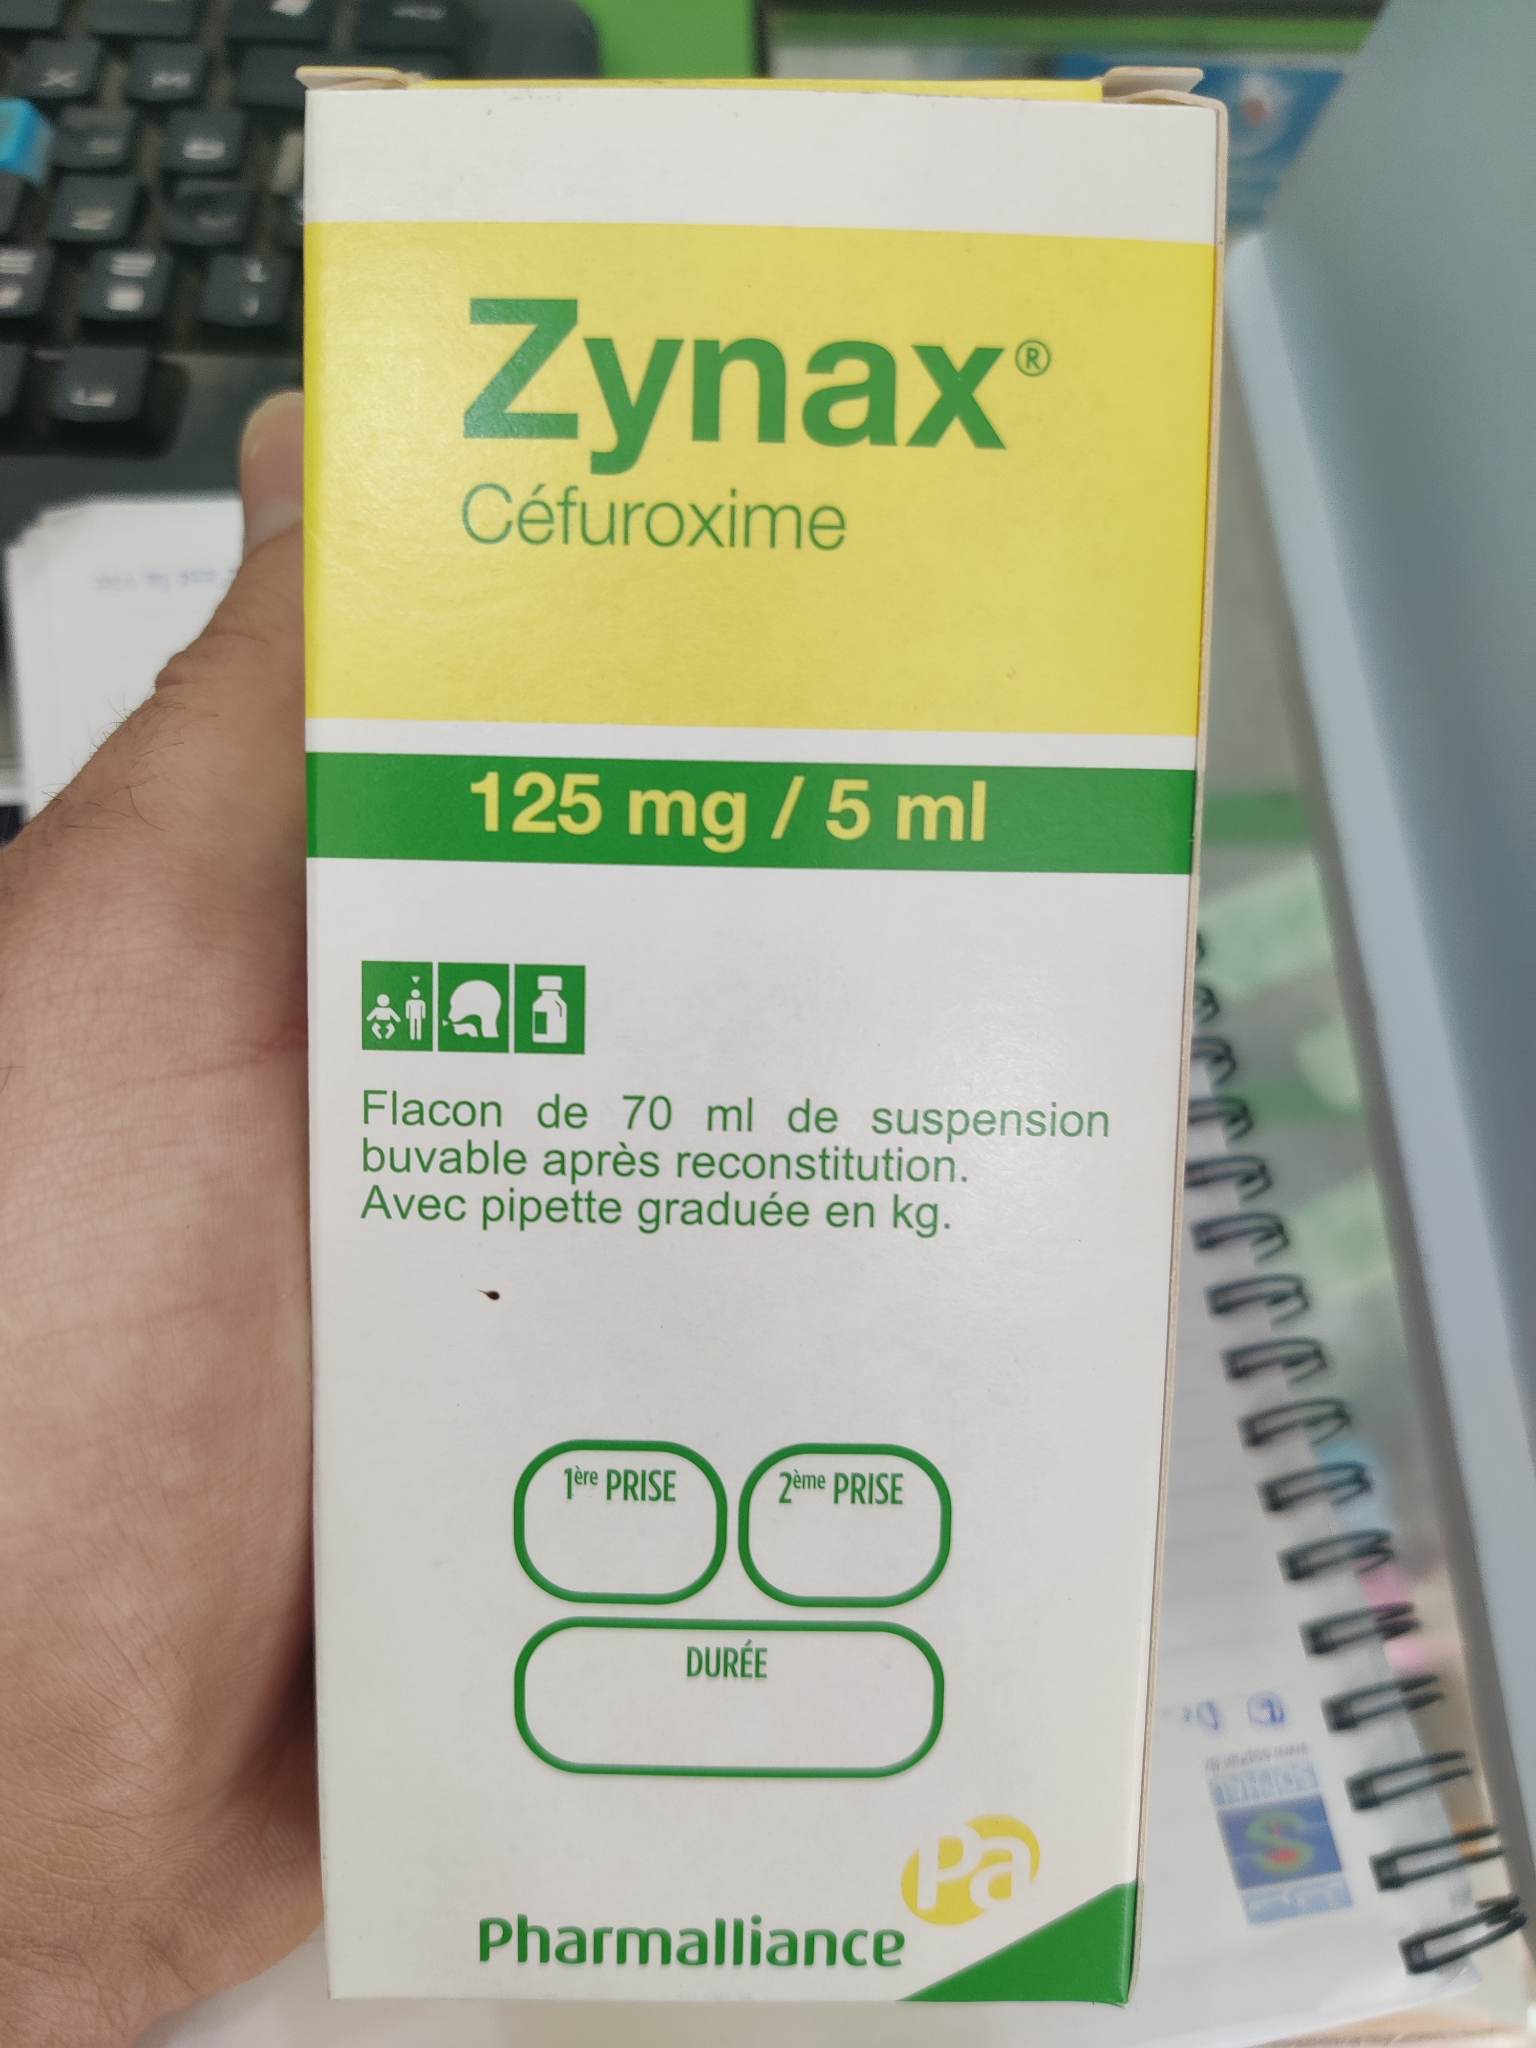 Zynax®
Céfuroxime
125 mg / 5 ml
Flacon de 70 ml de suspension
buvable après reconstitution.
Avec pipette graduée en kg.
1ère PRISE
2ème PRISE
DURÉE
Pa
Pharmalliance